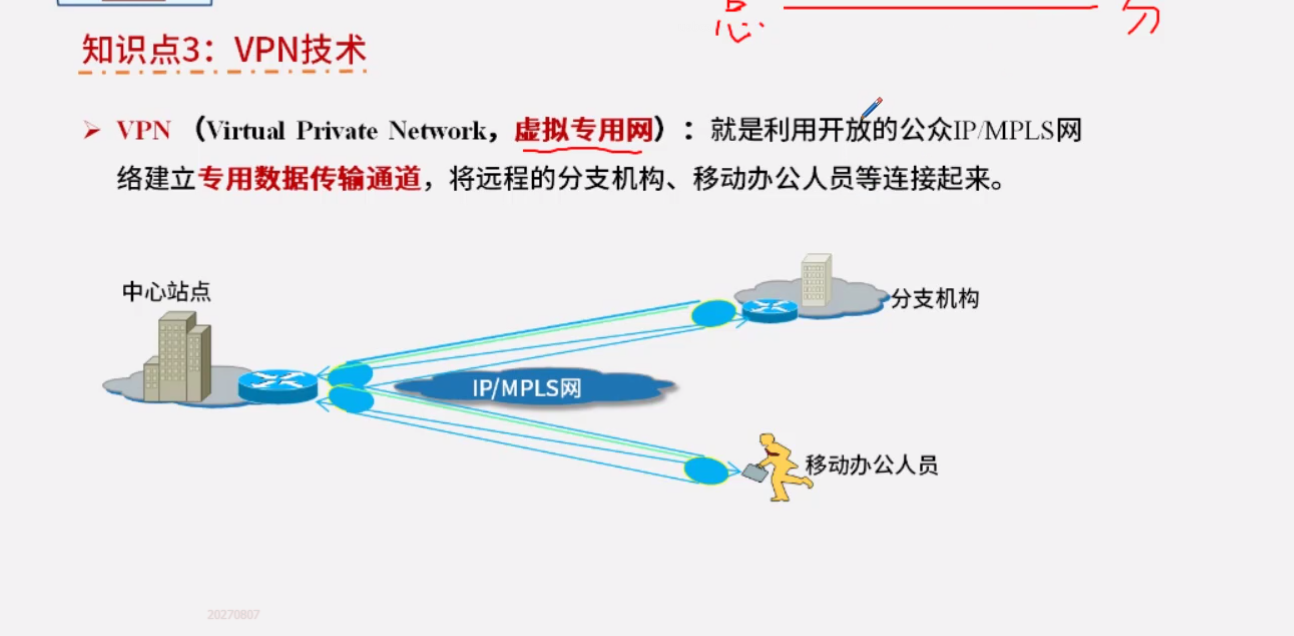 总 分
知识点3：VPN技术
➢ VPN （Virtual Private Network，虚拟专用网）：就是利用开放的公众IP/MPLS网
络建立专用数据传输通道，将远程的分支机构、移动办公人员等连接起来。
中心站点
分支机构
IP/MPLS网
移动办公人员
20270807